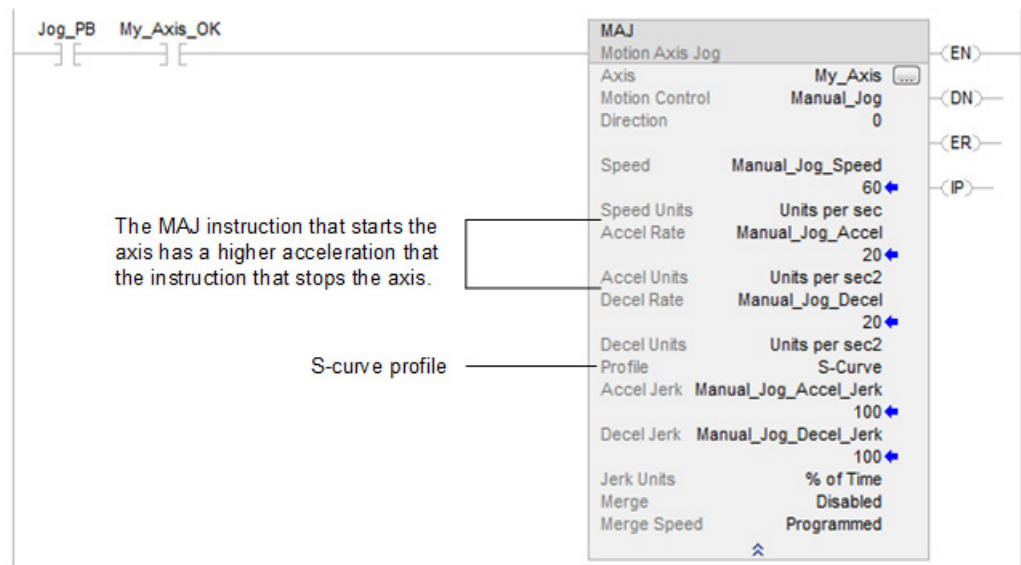 Jog_PB My_Axis_OK
MAJ
Motion Axis Jog
Axis My_Axis ...
Motion Control Manual_Jog
Direction 0
Speed Manual_Jog_Speed
60
Speed Units Units per sec
Accel Rate Manual_Jog_Accel
20
Accel Units Units per sec2
Decel Rate Manual_Jog_Decel
20
Decel Units Units per sec2
Profile S-Curve
Accel Jerk Manual_Jog_Accel_Jerk
100
Decel Jerk Manual_Jog_Decel_Jerk
100
Jerk Units % of Time
Merge Disabled
Merge Speed Programmed
EN
DN
ER
IP
The MAJ instruction that starts the
axis has a higher acceleration that
the instruction that stops the axis.
S-curve profile